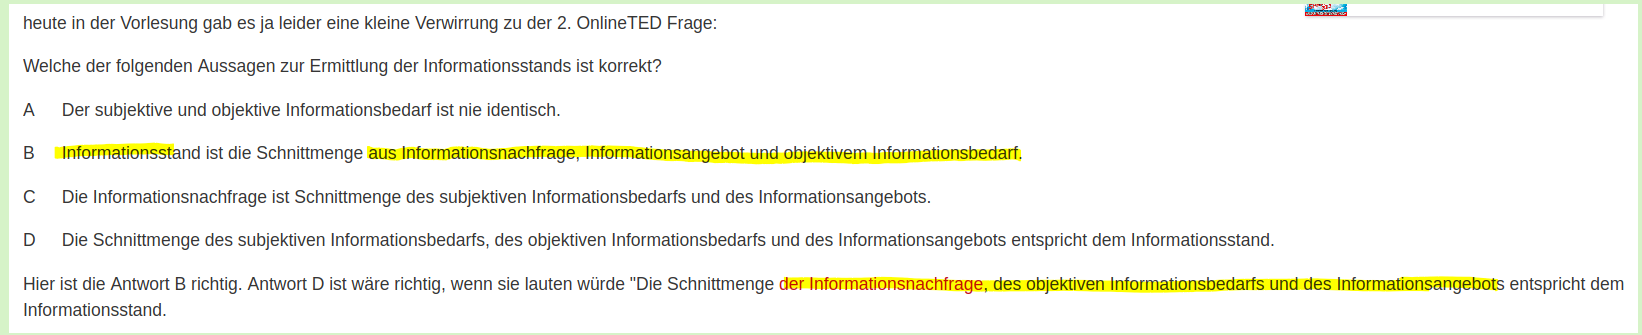 heute in der Vorlesung gab es ja leider eine kleine Verwirrung zu der 2. OnlineTED Frage:
Welche der folgenden Aussagen zur Ermittlung der Informationsstands ist korrekt?
A Der subjektive und objektive Informationsbedarf ist nie identisch.
B Informationsstand ist die Schnittmenge aus Informationsnachfrage, Informationsangebot und objektivem Informationsbedarf.
C Die Informationsnachfrage ist Schnittmenge des subjektiven Informationsbedarfs und des Informationsangebots.
D Die Schnittmenge des subjektiven Informationsbedarfs, des objektiven Informationsbedarfs und des Informationsangebots entspricht dem Informationsstand.
Hier ist die Antwort B richtig. Antwort D ist wäre richtig, wenn sie lauten würde "Die Schnittmenge der Informationsnachfrage, des objektiven Informationsbedarfs und des Informationsangebots entspricht dem
Informationsstand.